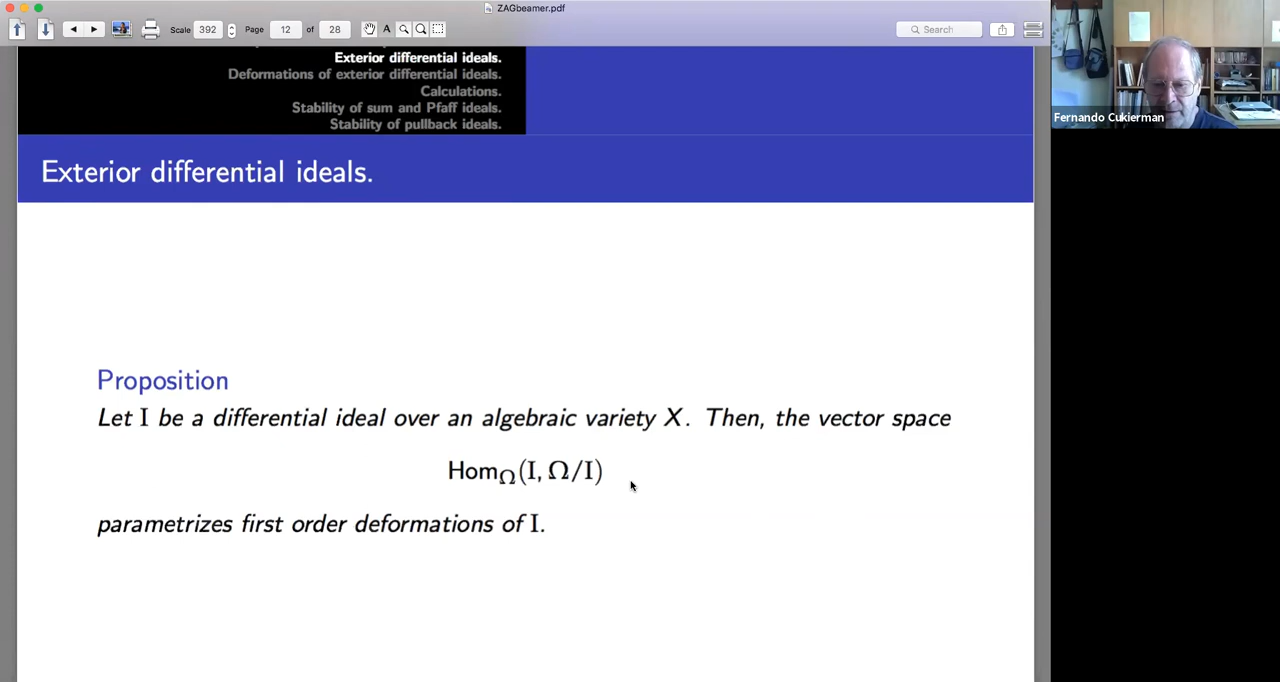 ZAGbeamer.pdf
Scale 392 Page 12 of 28 A Search
Exterior differential ideals.
Deformations of exterior differential ideals.
Calculations.
Stability of sum and Pfaff ideals.
Stability of pullback ideals.
Fernando Cukierman
Exterior differential ideals.
Proposition
Let I be a differential ideal over an algebraic variety X. Then, the vector space
Hom_Ω(I, Ω/I)
parametrizes first order deformations of I.